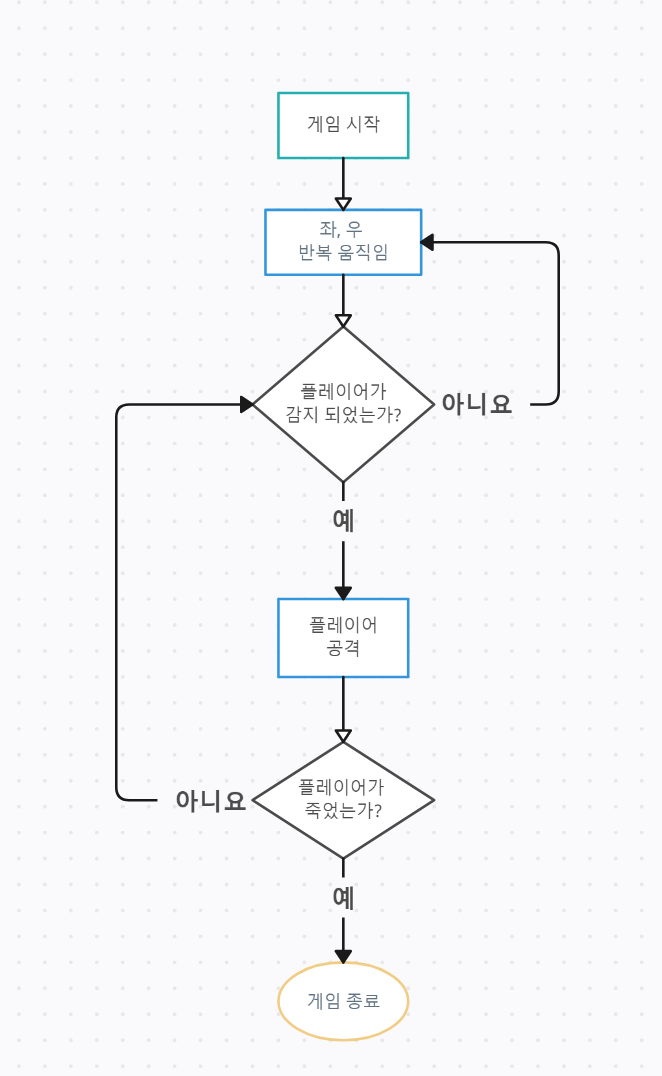 게임 시작
좌, 우
반복 움직임
플레이어가
감지 되었는가?
아니요
예
플레이어
공격
플레이어가
죽었는가?
아니요
예
게임 종료